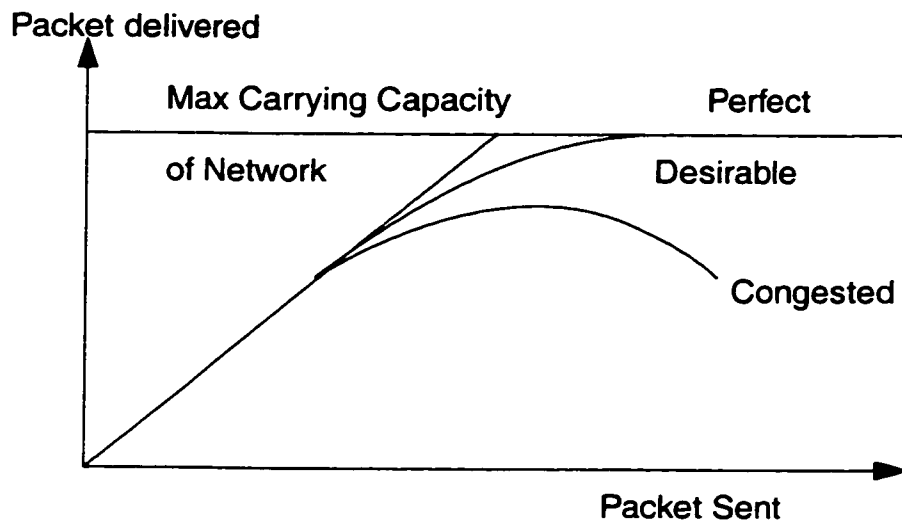 Packet delivered
Max Carrying Capacity
Perfect
of Network
Desirable
Congested
Packet Sent